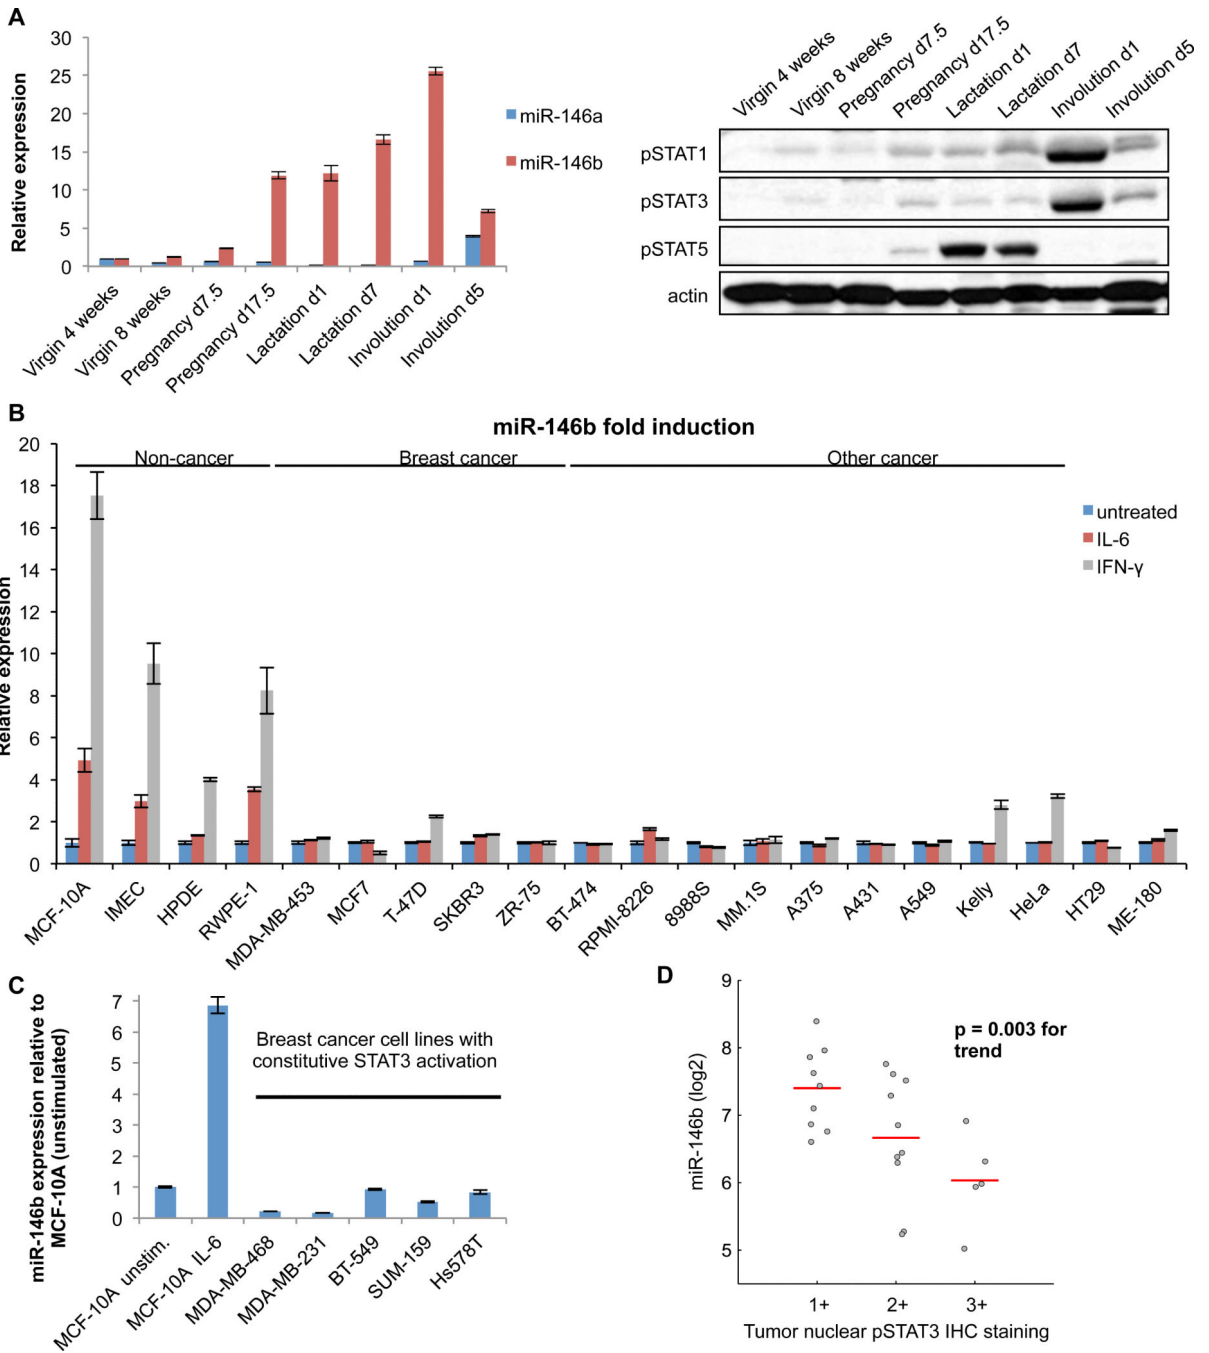 A
30
25
20
15
10
5
0
Relative expression
miR-146a
miR-146b
Virgin 4 weeks
Virgin 8 weeks
Pregnancy d7.5
Pregnancy d17.5
Lactation d1
Lactation d7
Involution d1
Involution d5
Virgin 4 weeks
Virgin 8 weeks
Pregnancy d7.5
Pregnancy d17.5
Lactation d1
Lactation d7
Involution d1
Involution d5
pSTAT1
pSTAT3
pSTAT5
actin
B
miR-146b fold induction
Non-cancer
Breast cancer
Other cancer
20
18
16
14
12
10
8
6
4
2
0
Relative expression
untreated
IL-6
IFN-γ
MCF-10A
IMEC
HPDE
RWPE-1
MDA-MB-453
MCF7
T-47D
SKBR3
ZR-75
BT-474
RPMI-8226
8988S
MM.1S
A375
A431
A549
Kelly
HeLa
HT29
ME-180
C
miR-146b expression relative to
MCF-10A (unstimulated)
7
6
5
4
3
2
1
0
Breast cancer cell lines with
constitutive STAT3 activation
MCF-10A unstim.
MCF-10A IL-6
MDA-MB-468
MDA-MB-231
BT-549
SUM-159
Hs578T
D
9
8
7
6
5
miR-146b (log2)
p = 0.003 for
trend
1+
2+
3+
Tumor nuclear pSTAT3 IHC staining